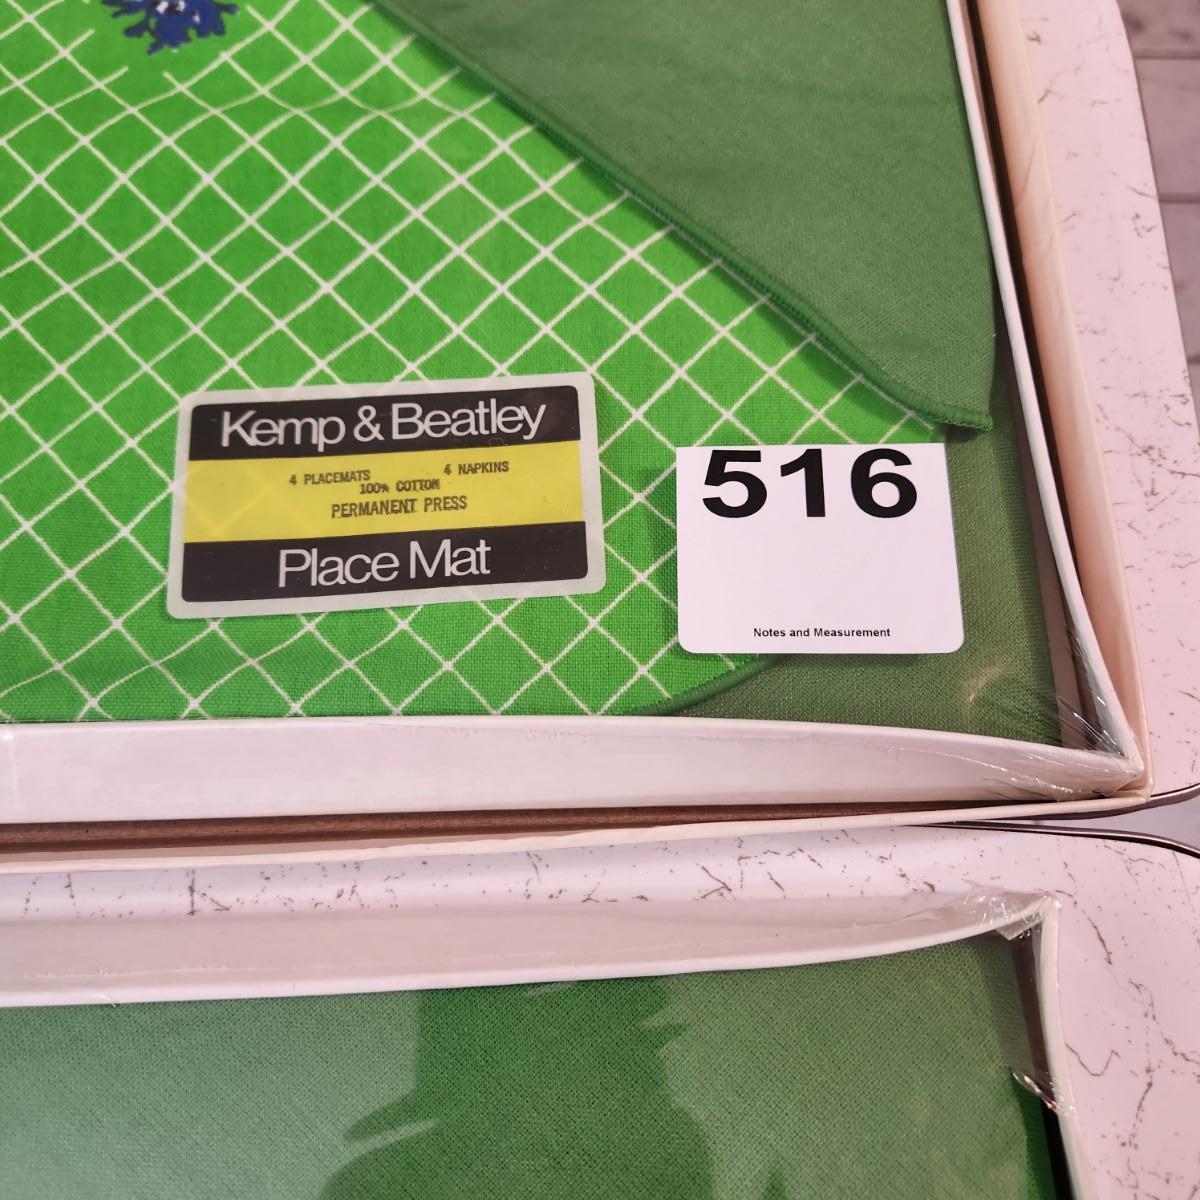 Kemp & Beatley
4 PLACEMATS 4 NAPKINS
100% COTTON
PERMANENT PRESS
Place Mat
516
Notes and Measurement